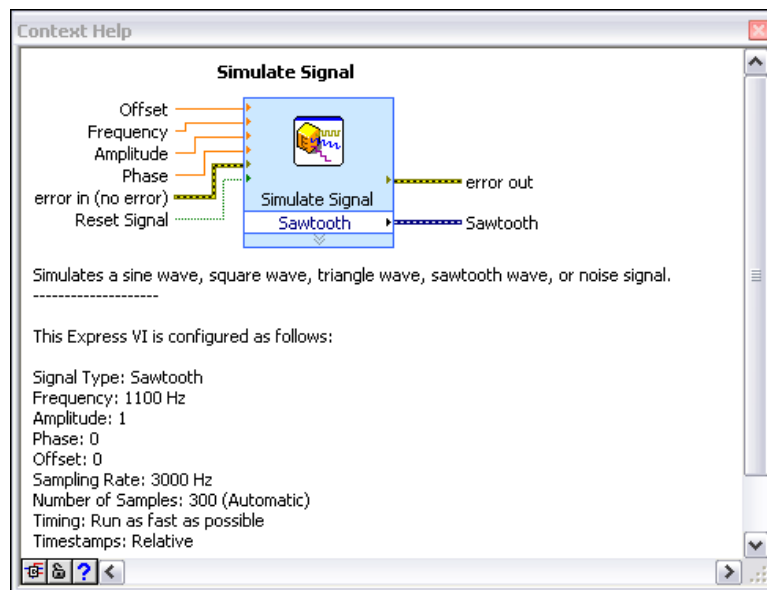 Context Help
Simulate Signal
Offset
Frequency
Amplitude
Phase
error in (no error)
Reset Signal
Simulate Signal
Sawtooth
error out
Sawtooth
Simulates a sine wave, square wave, triangle wave, sawtooth wave, or noise signal.
--------------------
This Express VI is configured as follows:
Signal Type: Sawtooth
Frequency: 1100 Hz
Amplitude: 1
Phase: 0
Offset: 0
Sampling Rate: 3000 Hz
Number of Samples: 300 (Automatic)
Timing: Run as fast as possible
Timestamps: Relative
?